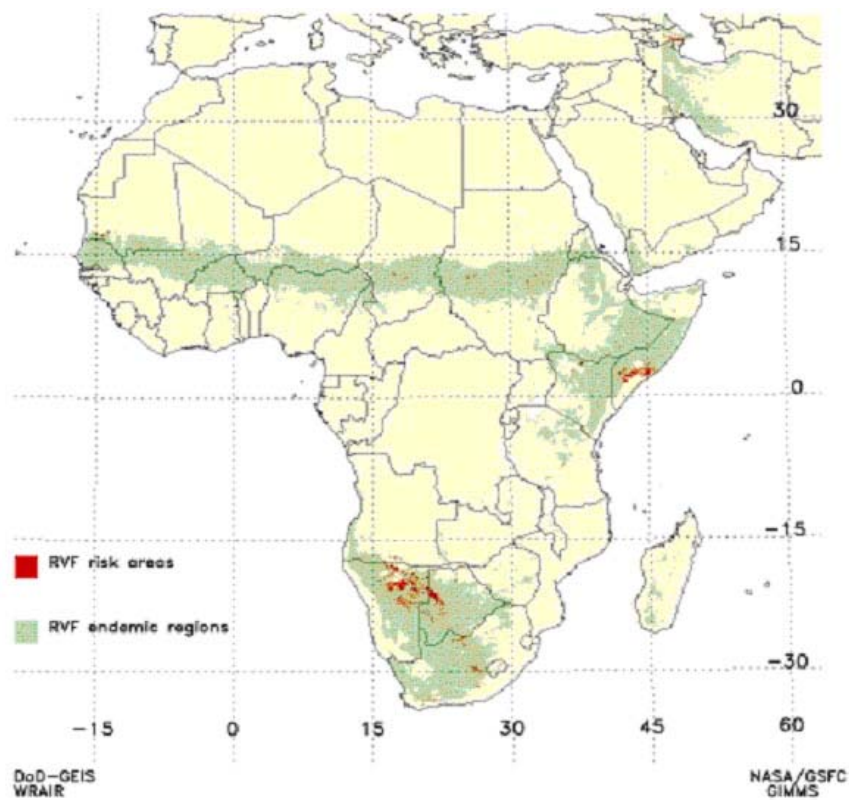 30
15
0
-15
RVF risk areas
RVF endemic regions
-30
-15 0 15 30 45 60
DoD-GEIS
WRAIR
NASA/GSFC
GIMMS